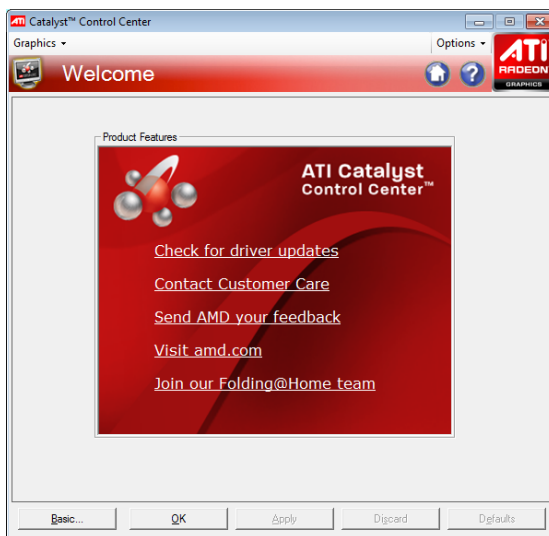 ATI Catalyst™ Control Center
Graphics Options
ATI
RADEON
GRAPHICS
Welcome
Product Features
ATI Catalyst
Control Center™
Check for driver updates
Contact Customer Care
Send AMD your feedback
Visit amd.com
Join our Folding@Home team
Basic... OK Apply Discard Defaults